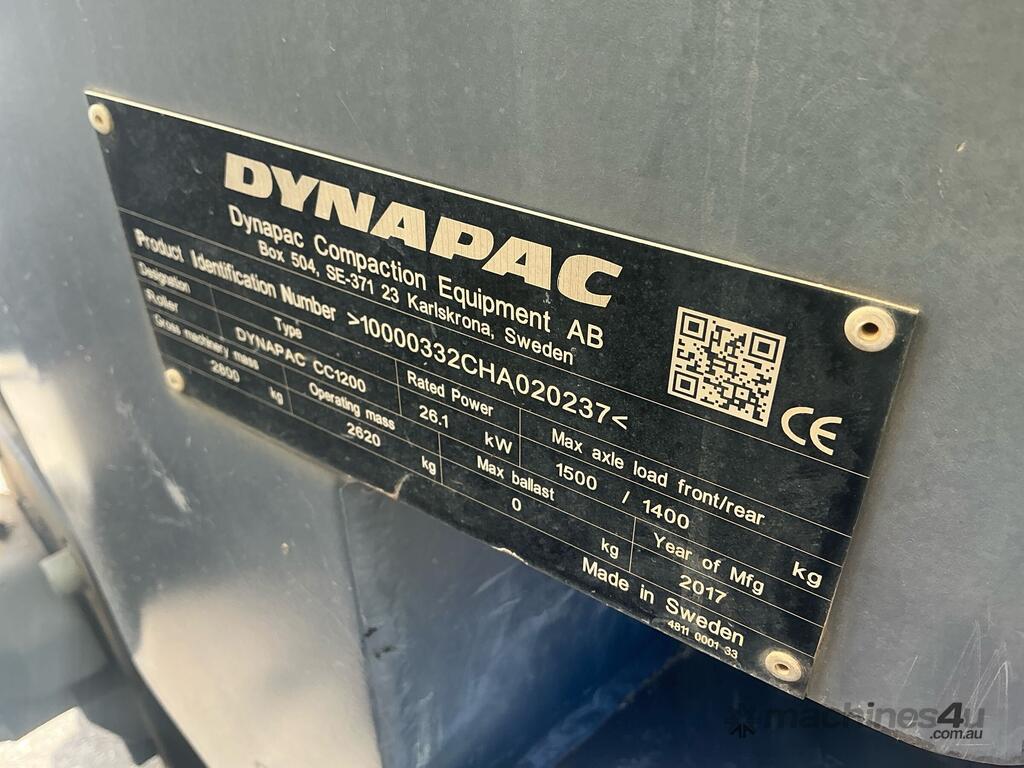 DYNAPAC
Dynapac Compaction Equipment AB
Box 504, SE-371 23 Karlskrona, Sweden
Product Identification Number >10000332CHA020237<
Designation Type Rated Power Max axle load front/rear
Roller DYNAPAC CC1200 26.1 kW 1500 / 1400 kg
Gross machinery mass Operating mass Max ballast Year of Mfg
2800 kg 2620 kg 0 kg 2017
Made in Sweden
4811 0001 33
CE
machines4u
.com.au